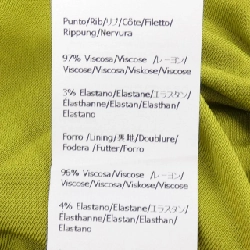 Punto/Rib/リブ/Côte/Filetto/
Rippung/Nervura
97% Viscosa/Viscose レーヨン/
Viscose/Viscosa/Viskose/Viscose
3% Elastano/Elastane/エラスタン/
Elasthanne/Elastan/Elasthan/
Elastano
Forro /Lining/裏地/Doublure/
Fodera /Futter/Forro
96% Viscosa/Viscose レーヨン/
Viscose/Viscosa/Viskose/Viscose
4% Elastano/Elastane/エラスタン/
Elasthanne/Elastan/Elasthan/
Elastano